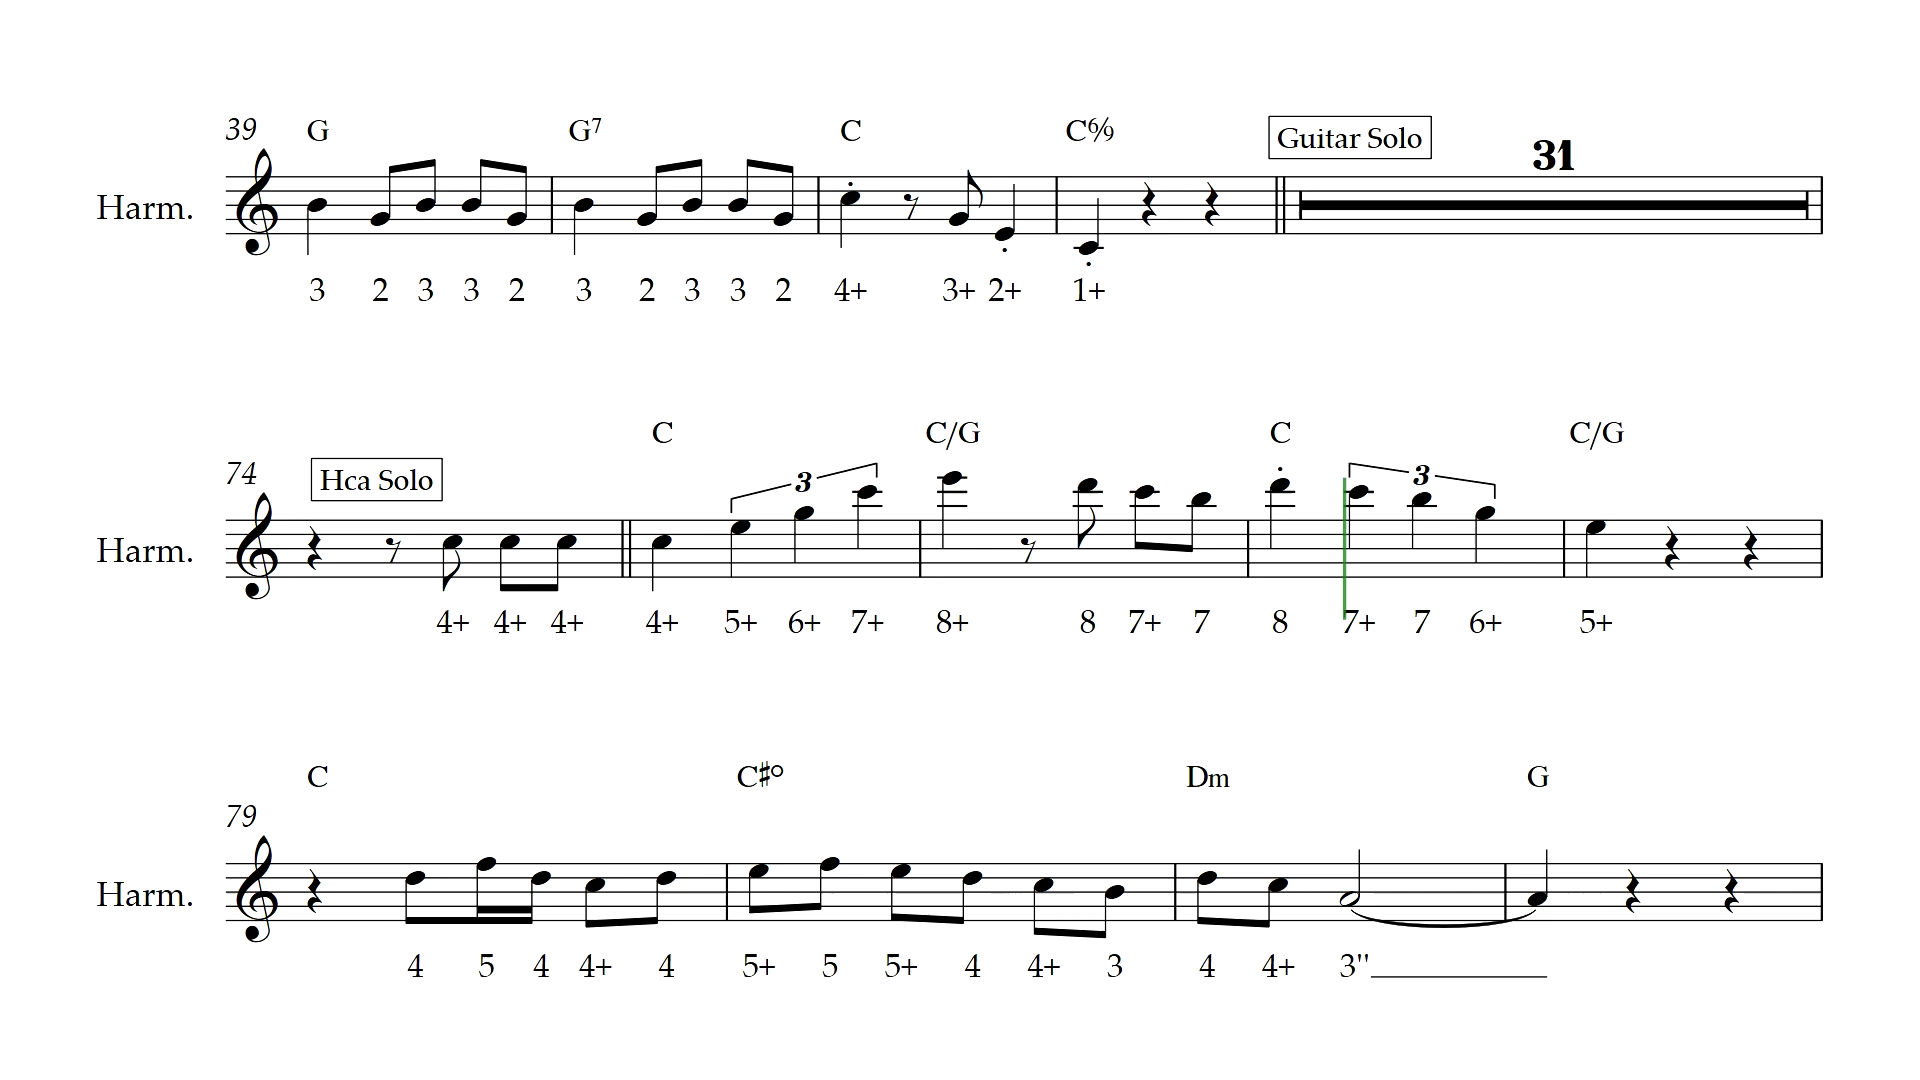 39 G G7 C C6/9 Guitar Solo 31
Harm.
3 2 3 3 2 3 2 3 3 2 4+ 3+ 2+ 1+
C C/G C C/G
74 Hca Solo 3 3
Harm.
4+ 4+ 4+ 4+ 5+ 6+ 7+ 8+ 8 7+ 7 8 7+ 7 6+ 5+
C C♯° Dm G
79
Harm.
4 5 4 4+ 4 5+ 5 5+ 4 4+ 3 4 4+ 3"